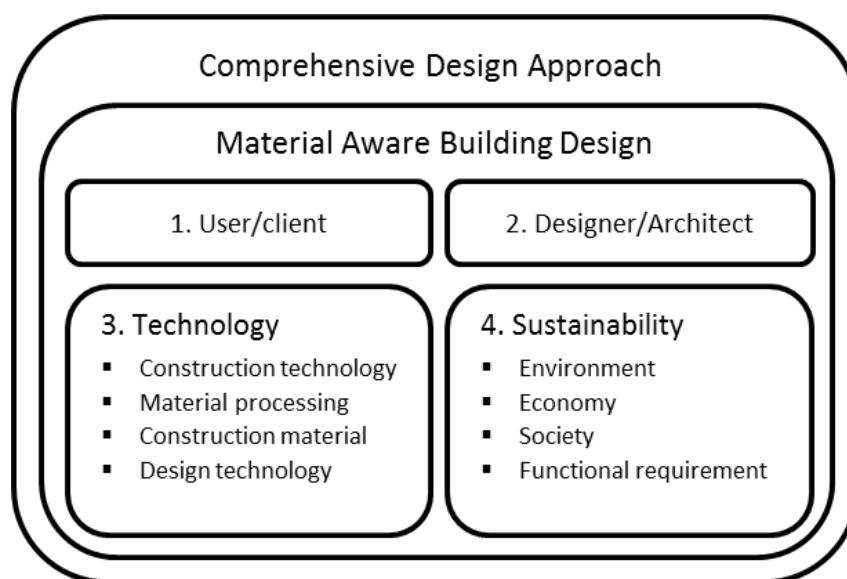 Comprehensive Design Approach
Material Aware Building Design
1. User/client
2. Designer/Architect
3. Technology
▪ Construction technology
▪ Material processing
▪ Construction material
▪ Design technology
4. Sustainability
▪ Environment
▪ Economy
▪ Society
▪ Functional requirement